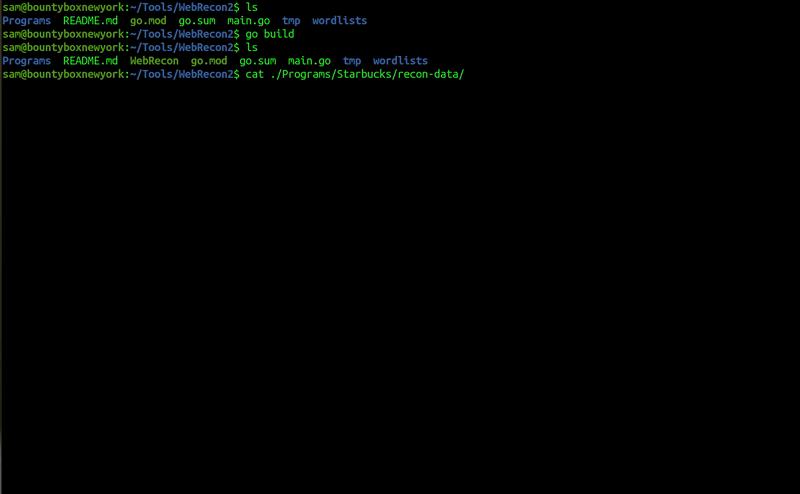 sam@bountyboxnewyork:~/Tools/WebRecon2$ ls
Programs  README.md  go.mod  go.sum  main.go  tmp  wordlists
sam@bountyboxnewyork:~/Tools/WebRecon2$ go build
sam@bountyboxnewyork:~/Tools/WebRecon2$ ls
Programs  README.md  WebRecon  go.mod  go.sum  main.go  tmp  wordlists
sam@bountyboxnewyork:~/Tools/WebRecon2$ cat ./Programs/Starbucks/recon-data/